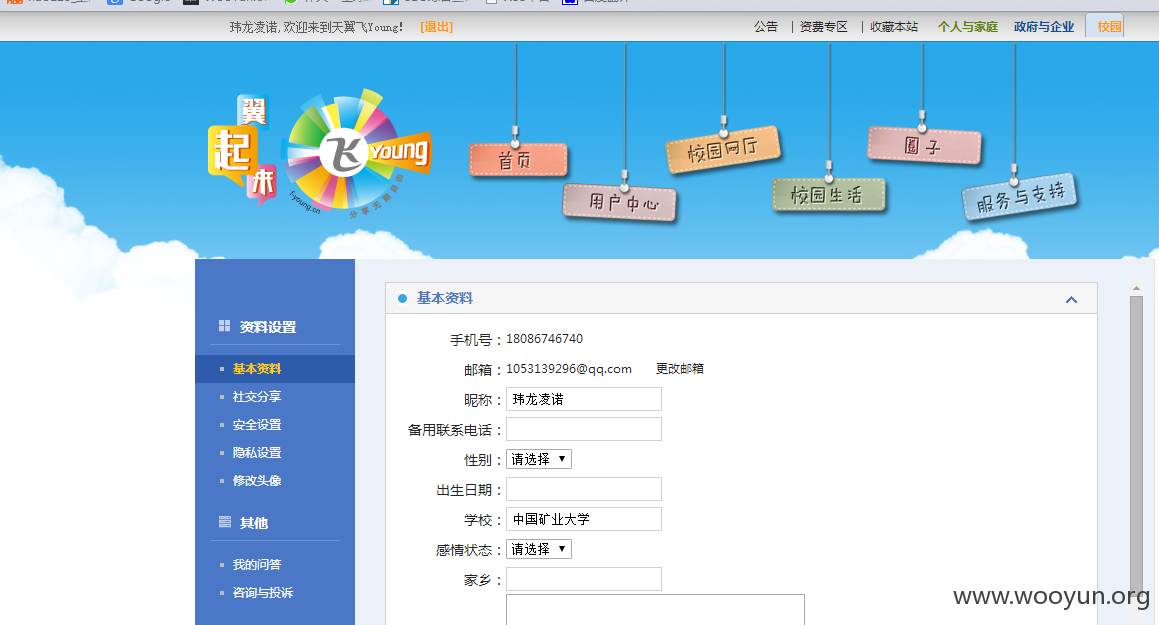 玮龙凌诺, 欢迎来到天翼飞Young! [退出]
公告 | 资费专区 | 收藏本站 个人与家庭 政府与企业 校园
翼
起
来
飞Young
fyoung.cn
首页
用户中心
校园网厅
校园生活
圈子
服务与支持
资料设置
基本资料
社交分享
安全设置
隐私设置
修改头像
其他
我的问答
咨询与投诉
基本资料
手机号：18086746740
邮箱：1053139296@qq.com 更改邮箱
昵称：玮龙凌诺
备用联系电话：
性别：请选择
出生日期：
学校：中国矿业大学
感情状态：请选择
家乡：
www.wooyun.org